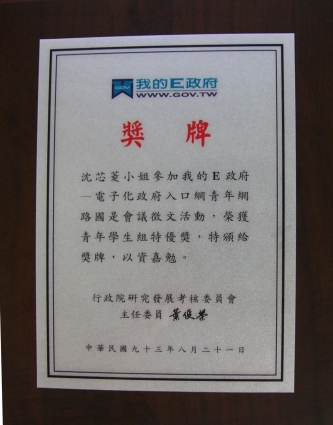 GOV
我的E政府
WWW.GOV.TW
獎牌
沈芯菱小姐參加我的E政府
—電子化政府入口網青年網
路國是會議徵文活動，榮獲
青年學生組特優獎，特頒給
獎牌，以資嘉勉。
行政院研究發展考核委員會
主任委員 葉俊榮
中華民國九十三年八月二十一日